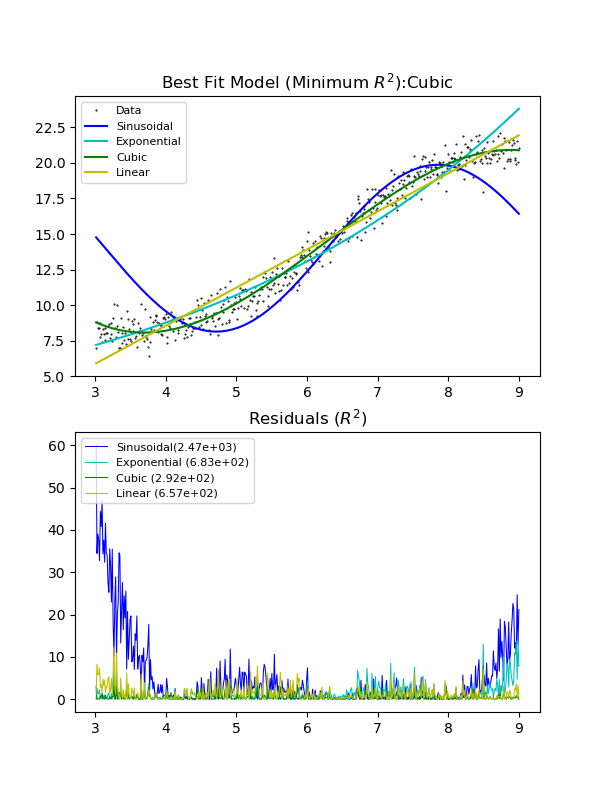 Best Fit Model (Minimum R²):Cubic
Data
Sinusoidal
Exponential
Cubic
Linear
22.5
20.0
17.5
15.0
12.5
10.0
7.5
5.0
3 4 5 6 7 8 9
Residuals (R²)
Sinusoidal(2.47e+03)
Exponential (6.83e+02)
Cubic (2.92e+02)
Linear (6.57e+02)
60
50
40
30
20
10
0
3 4 5 6 7 8 9